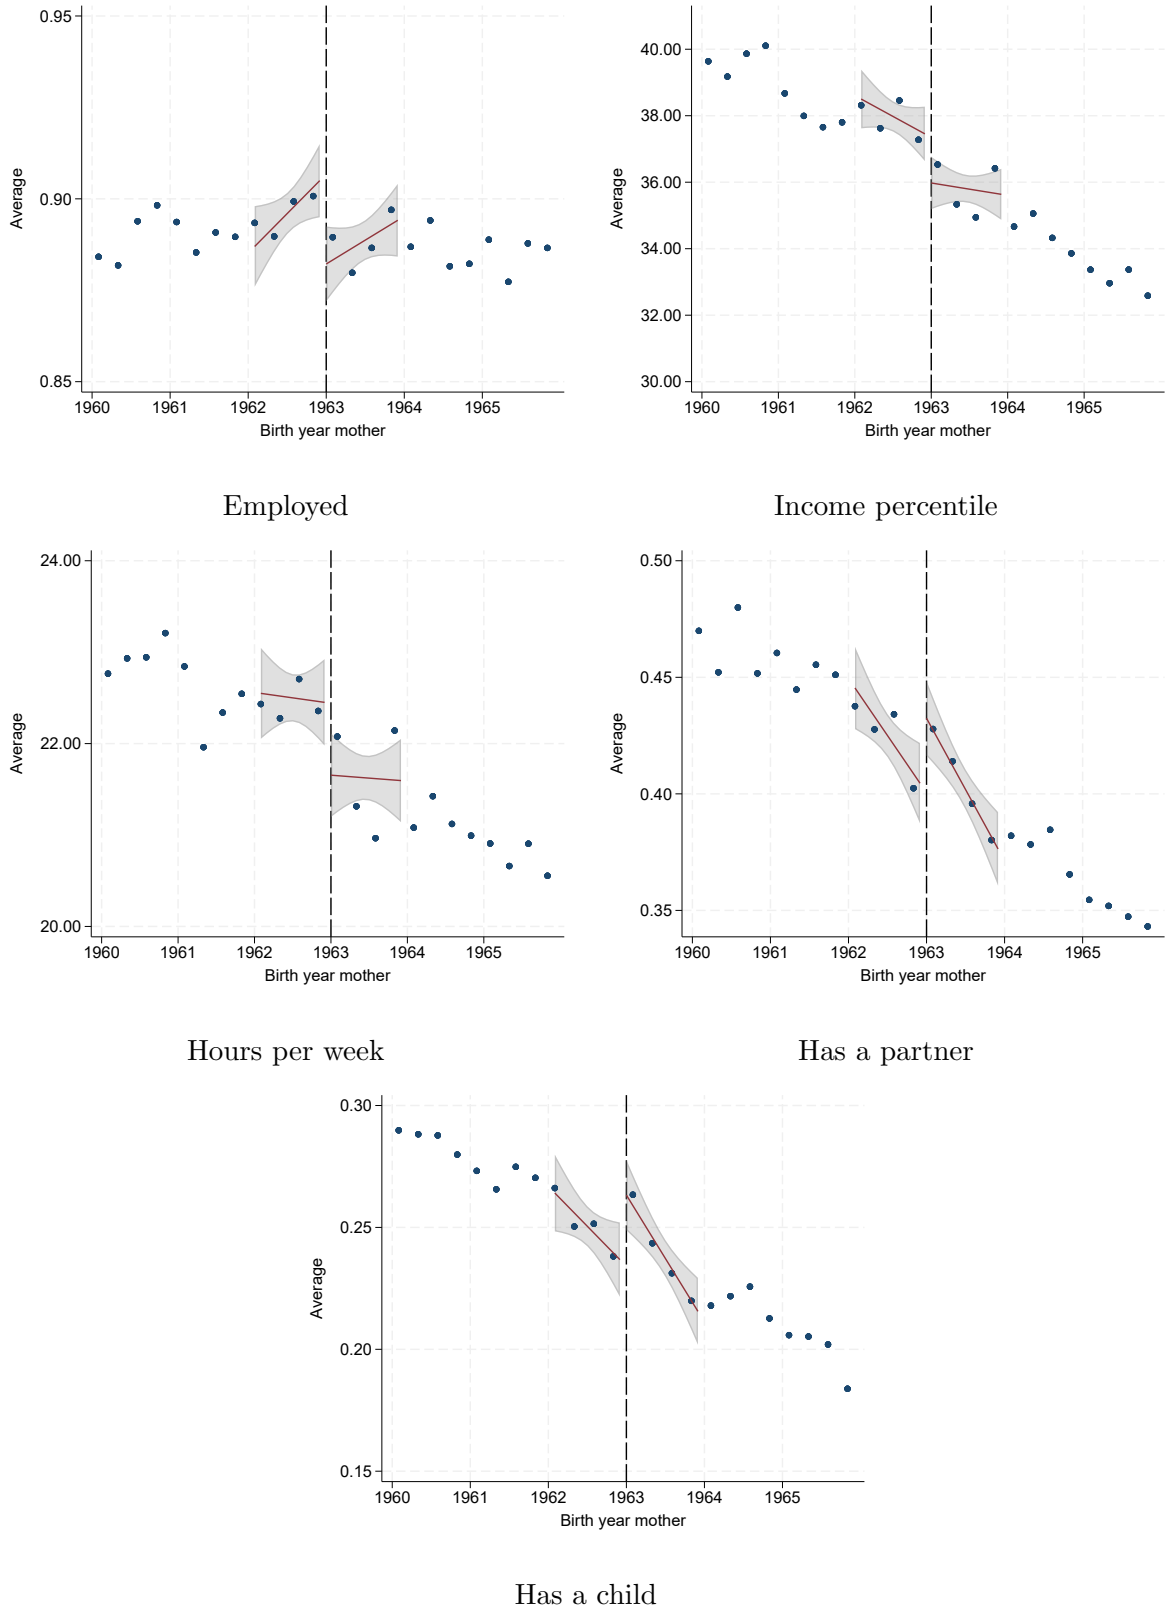 0.95
0.90
0.85
Average
1960 1961 1962 1963 1964 1965
Birth year mother
Employed
40.00
38.00
36.00
34.00
32.00
30.00
Average
1960 1961 1962 1963 1964 1965
Birth year mother
Income percentile
24.00
22.00
20.00
Average
1960 1961 1962 1963 1964 1965
Birth year mother
Hours per week
0.50
0.45
0.40
0.35
Average
1960 1961 1962 1963 1964 1965
Birth year mother
Has a partner
0.30
0.25
0.20
0.15
Average
1960 1961 1962 1963 1964 1965
Birth year mother
Has a child